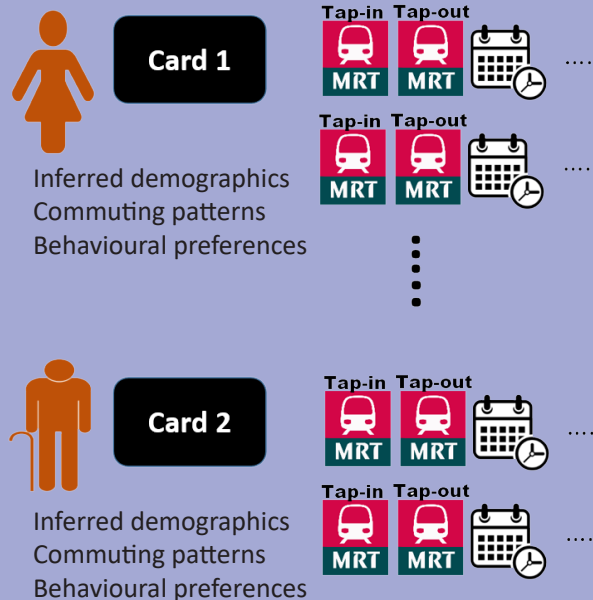 Card 1
Tap-in Tap-out
MRT MRT
....
Tap-in Tap-out
MRT MRT
....
Inferred demographics
Commuting patterns
Behavioural preferences
Card 2
Tap-in Tap-out
MRT MRT
....
Tap-in Tap-out
MRT MRT
....
Inferred demographics
Commuting patterns
Behavioural preferences